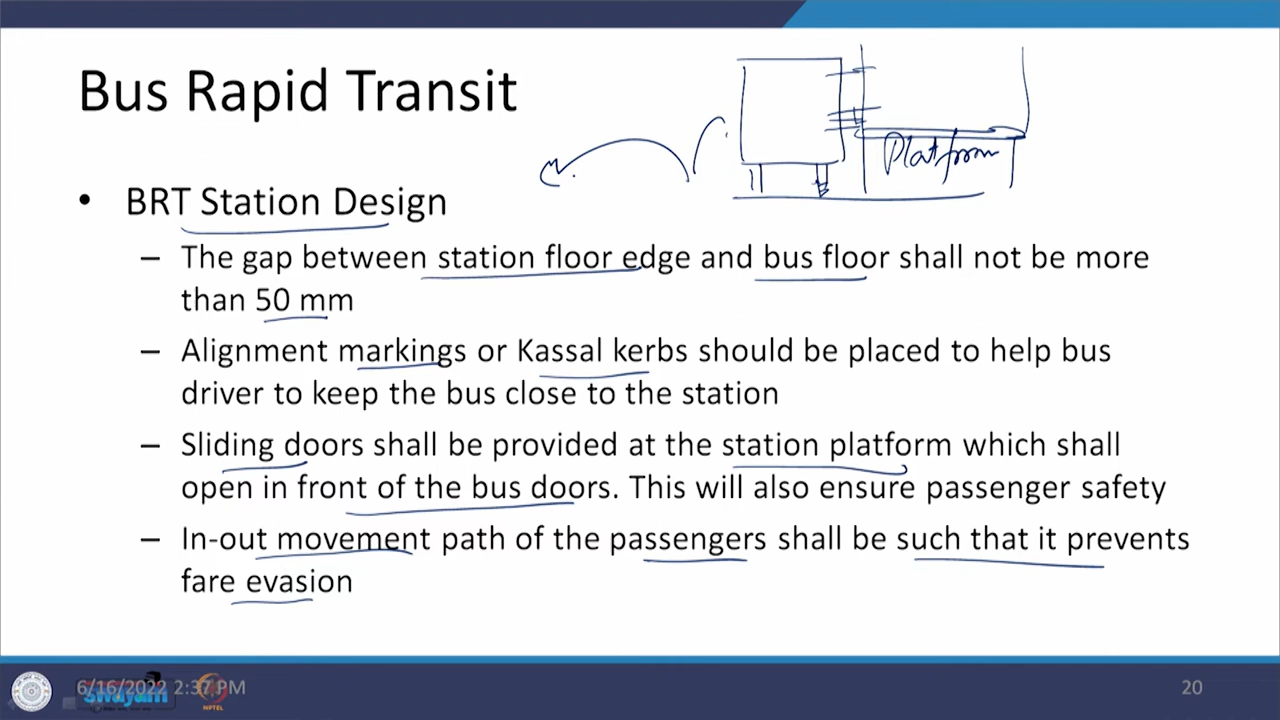 Bus Rapid Transit
Platform
• BRT Station Design
– The gap between station floor edge and bus floor shall not be more
than 50 mm
– Alignment markings or Kassal kerbs should be placed to help bus
driver to keep the bus close to the station
– Sliding doors shall be provided at the station platform which shall
open in front of the bus doors. This will also ensure passenger safety
– In-out movement path of the passengers shall be such that it prevents
fare evasion
6/16/2022 2:37 PM
swayam
NPTEL
20